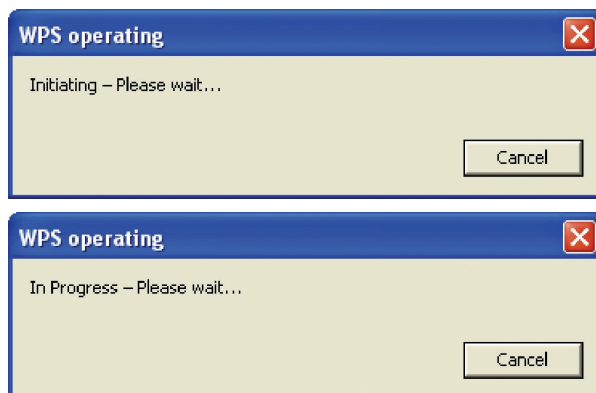 WPS operating
Initiating – Please wait...
Cancel
WPS operating
In Progress – Please wait...
Cancel